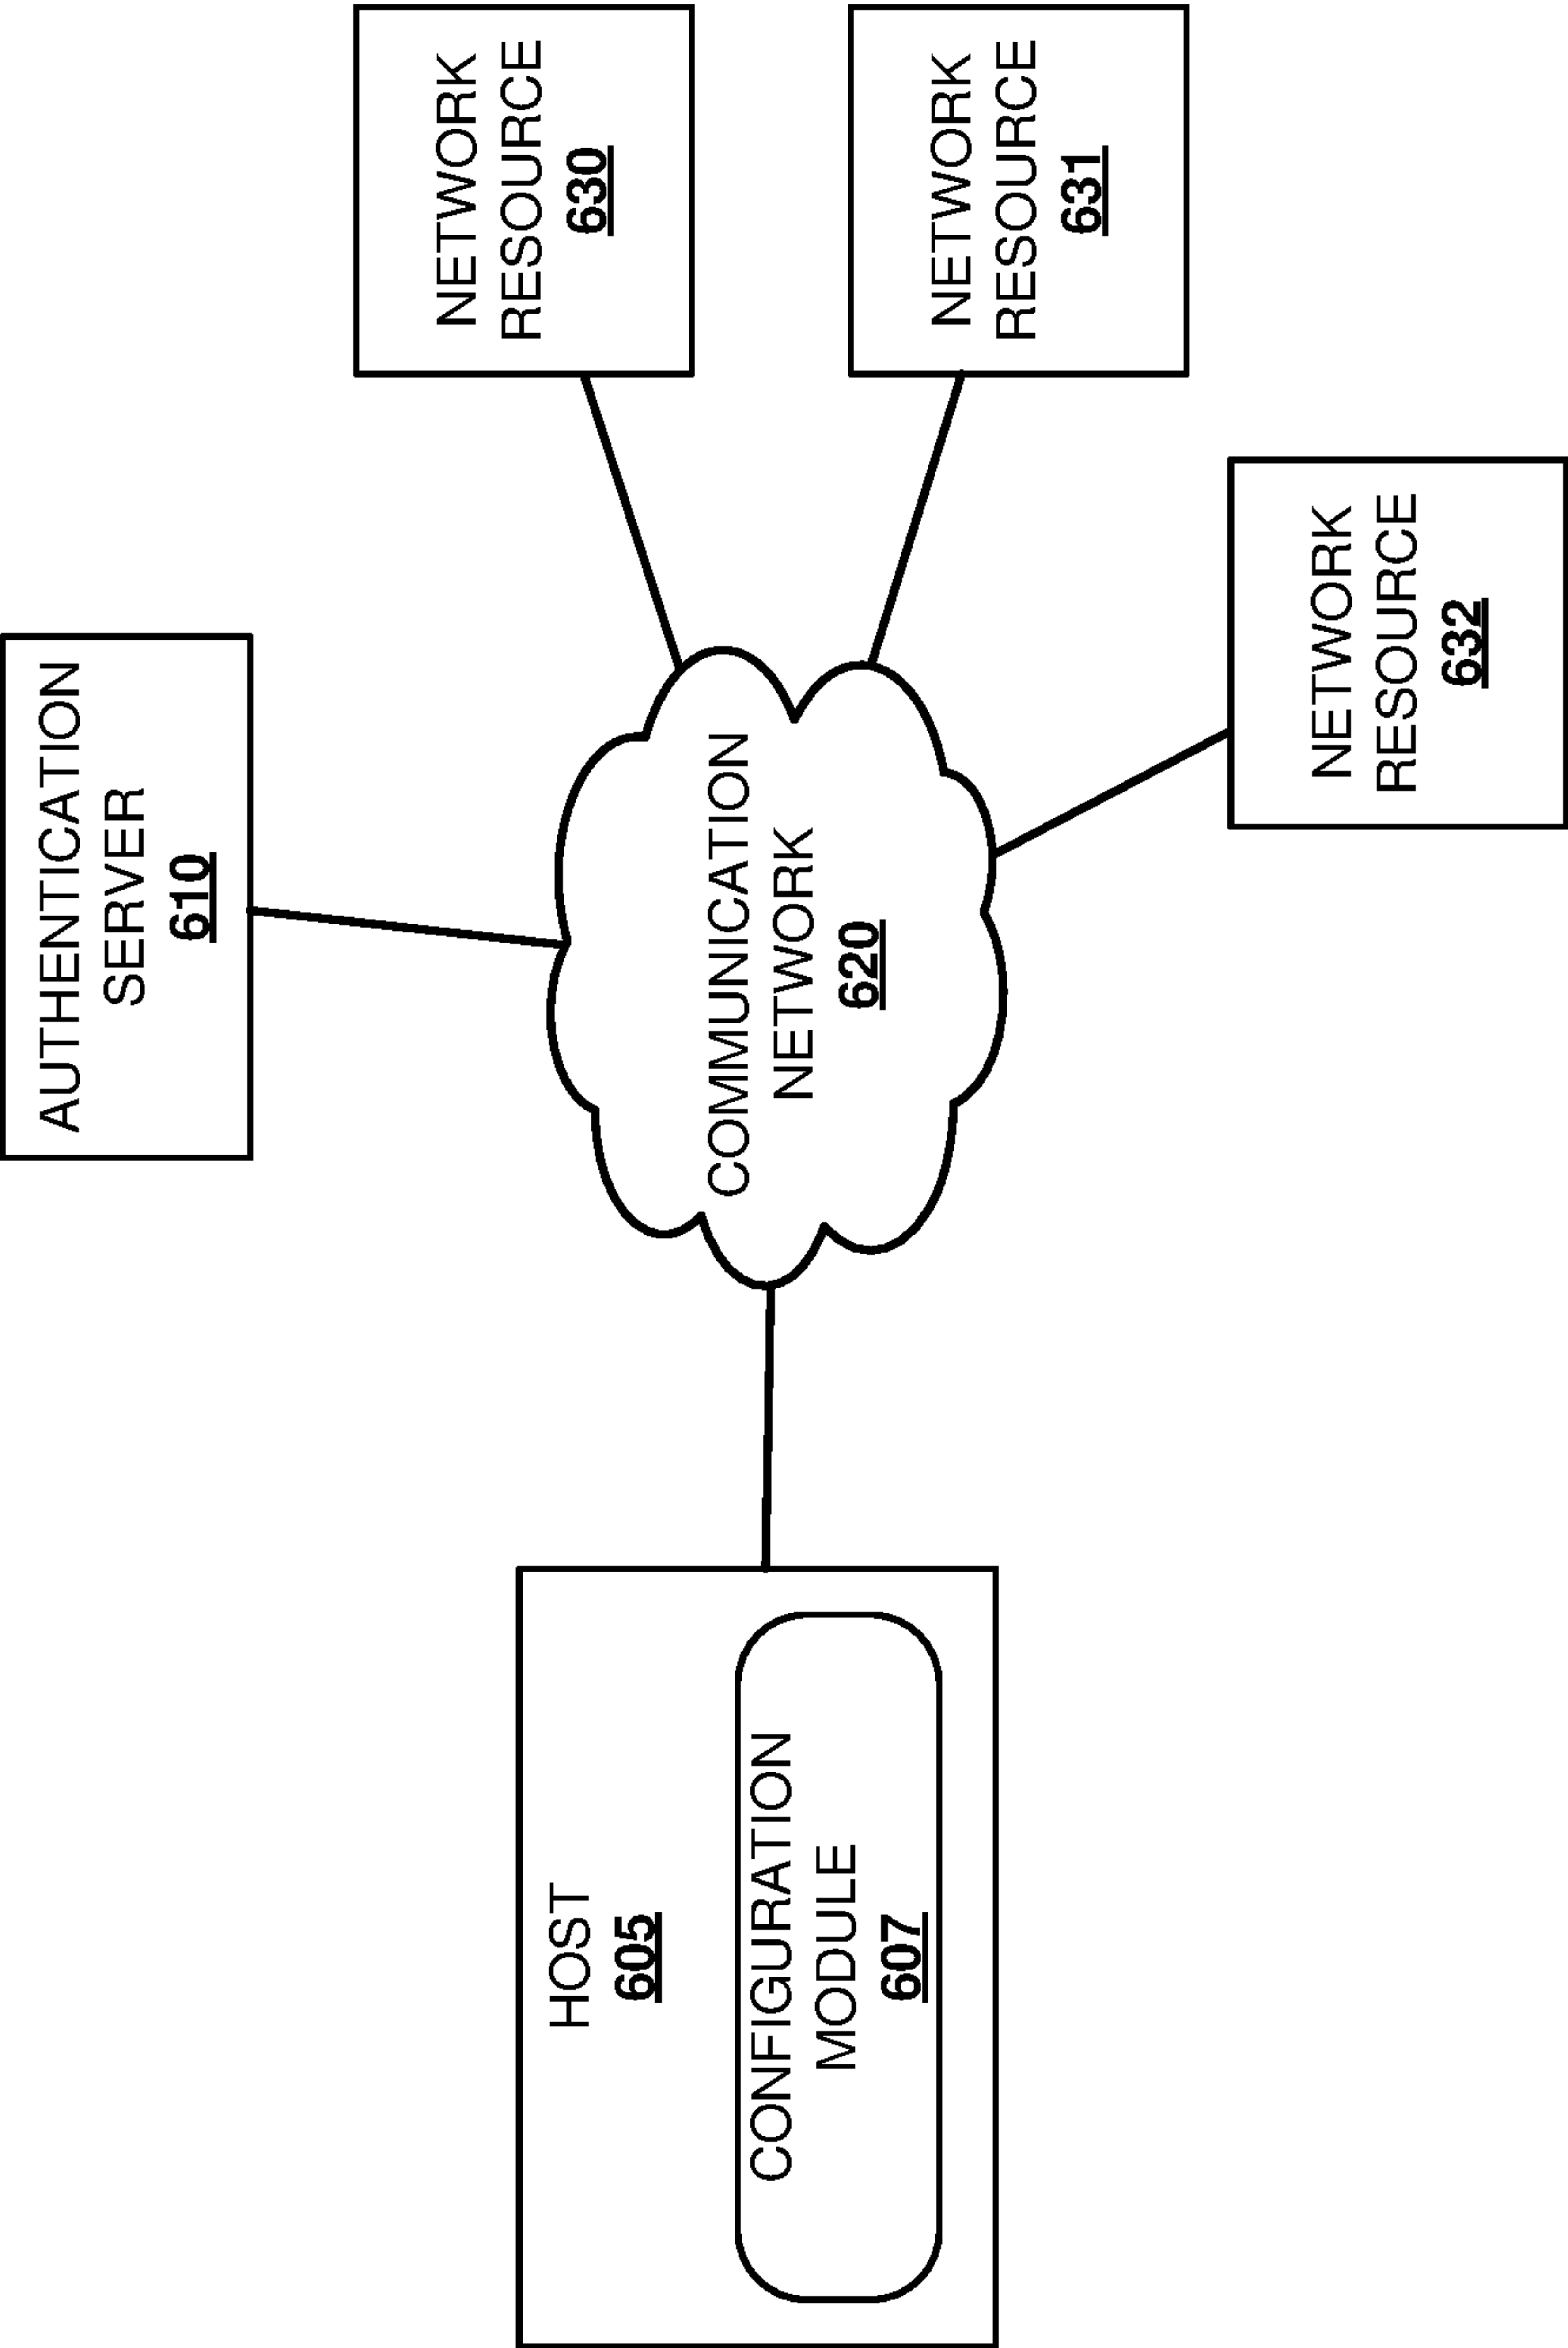 AUTHENTICATION
SERVER
610
HOST
605
CONFIGURATION
MODULE
607
COMMUNICATION
NETWORK
620
NETWORK
RESOURCE
630
NETWORK
RESOURCE
631
NETWORK
RESOURCE
632